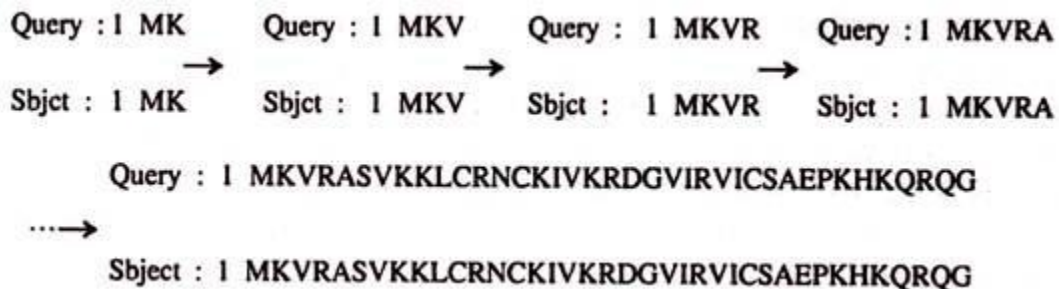 Query : 1 MK Query : 1 MKV Query : 1 MKVR Query : 1 MKVRA
→ → →
Sbjct : 1 MK Sbjct : 1 MKV Sbjct : 1 MKVR Sbjct : 1 MKVRA
Query : 1 MKVRASVKKLCRNCKIVKRDGVIRVICSAEPKHKQRQG
...→
Sbject : 1 MKVRASVKKLCRNCKIVKRDGVIRVICSAEPKHKQRQG